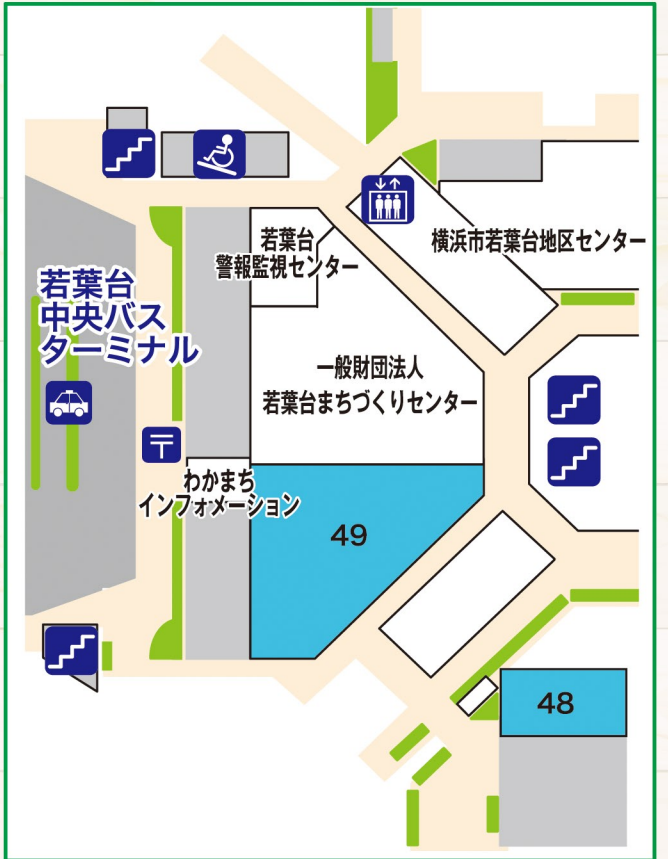 若葉台
警報監視センター
横浜市若葉台地区センター
若葉台
中央バス
ターミナル
一般財団法人
若葉台まちづくりセンター
〒
わかまち
インフォメーション
49
48